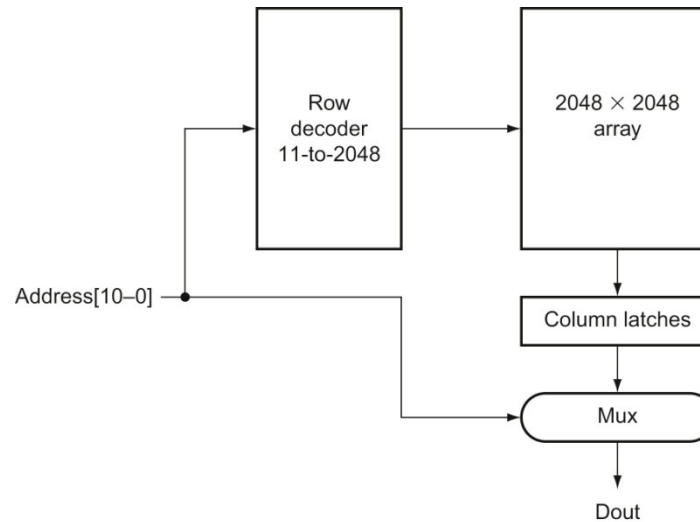 Row
decoder
11-to-2048
2048 × 2048
array
Address[10–0]
Column latches
Mux
Dout